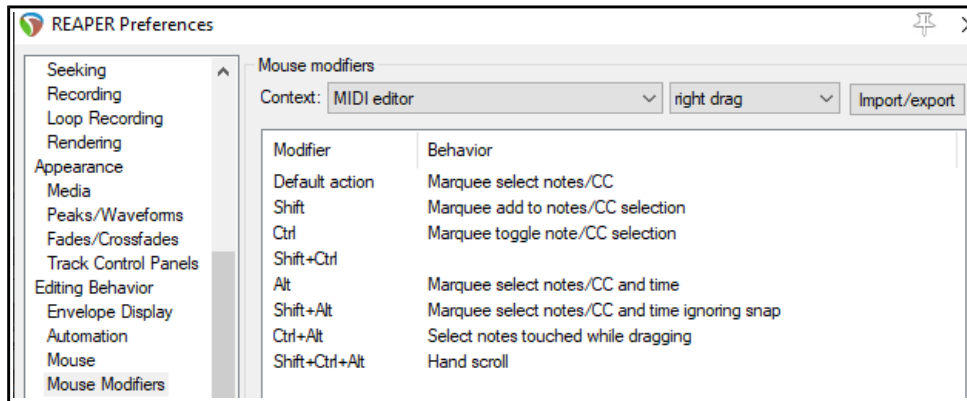 REAPER Preferences
Seeking
Recording
Loop Recording
Rendering
Appearance
Media
Peaks/Waveforms
Fades/Crossfades
Track Control Panels
Editing Behavior
Envelope Display
Automation
Mouse
Mouse Modifiers
Mouse modifiers
Context: MIDI editor right drag Import/export
Modifier Behavior
Default action Marquee select notes/CC
Shift Marquee add to notes/CC selection
Ctrl Marquee toggle note/CC selection
Shift+Ctrl
Alt Marquee select notes/CC and time
Shift+Alt Marquee select notes/CC and time ignoring snap
Ctrl+Alt Select notes touched while dragging
Shift+Ctrl+Alt Hand scroll